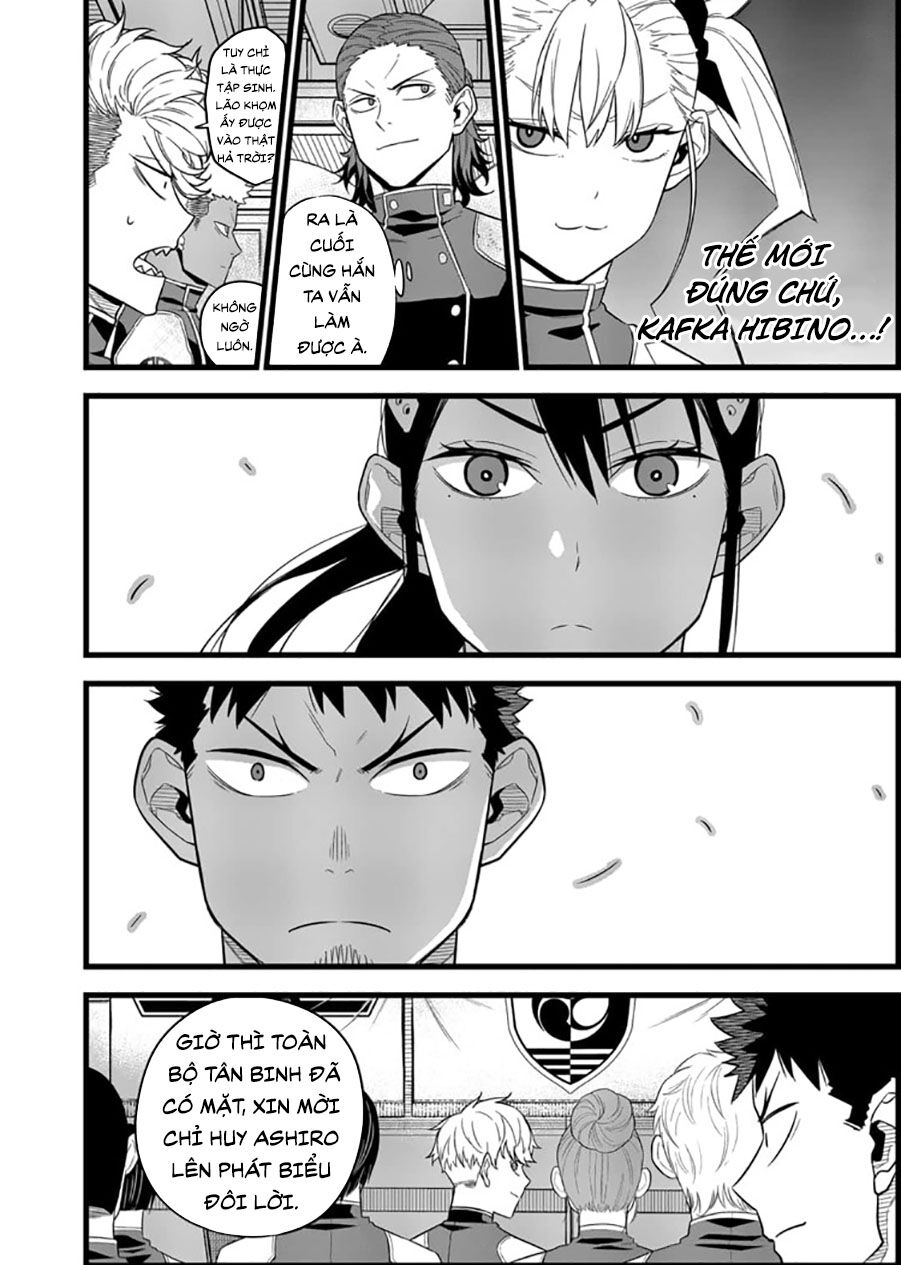 THẾ MỚI
ĐÚNG CHỨ,
KAFKA HIBINO...!
RA LÀ
CUỐI
CÙNG HẮN
TA VẪN
LÀM
ĐƯỢC À.
TUY CHỈ
LÀ THỰC
TẬP SINH.
LÃO KHỌM
ẤY ĐƯỢC
VÀO THẬT
HẢ TRỜI?
KHÔNG
NGỜ
LUÔN.
GIỜ THÌ TOÀN
BỘ TÂN BINH ĐÃ
CÓ MẶT, XIN MỜI
CHỈ HUY ASHIRO
LÊN PHÁT BIỂU
ĐÔI LỜI.